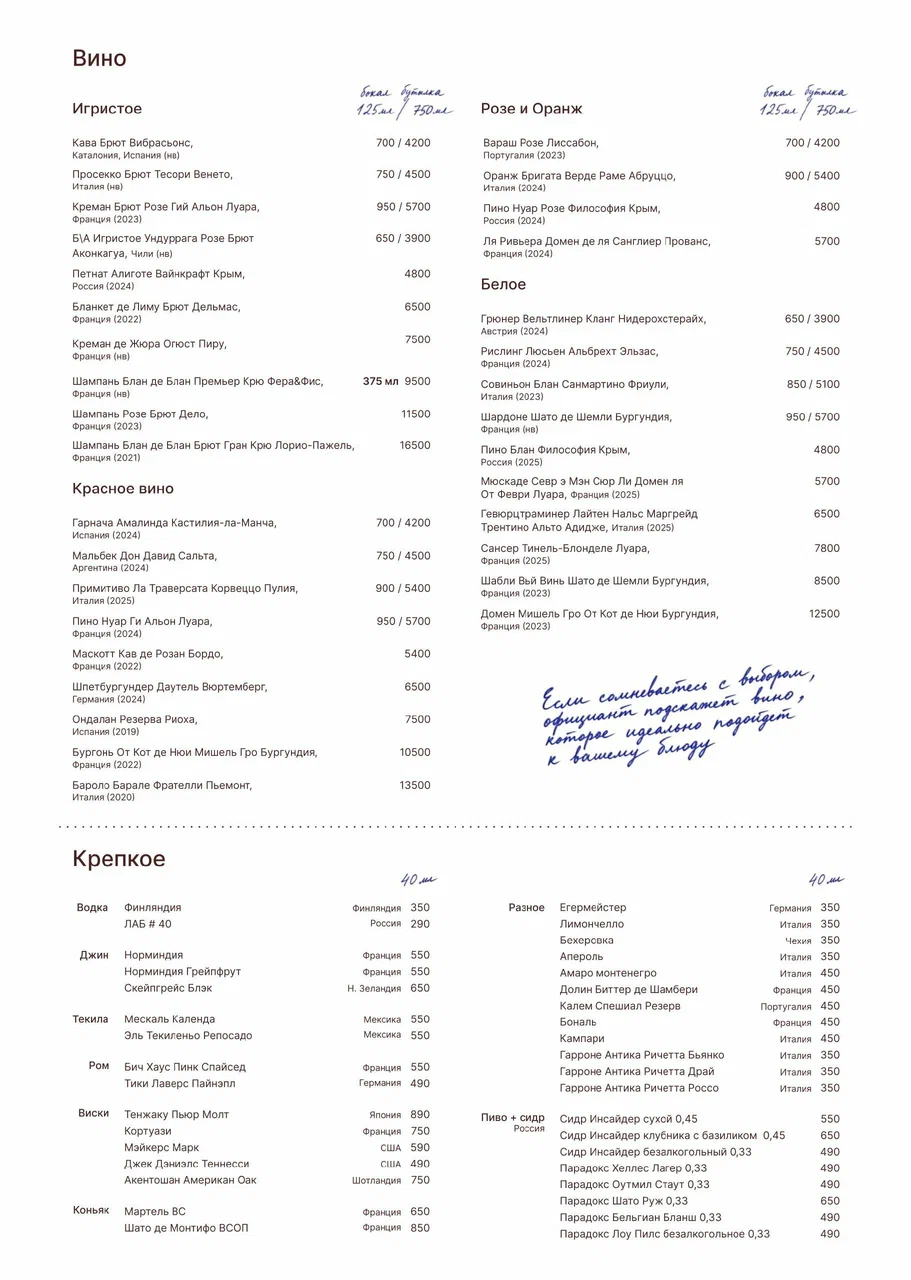 Вино
Игристое
бокал бутылка
125мл / 750мл
Кава Брют Вибрасьонс, 700 / 4200
Каталония, Испания (нв)
Просекко Брют Тесори Венето, 750 / 4500
Италия (нв)
Креман Брют Розе Гий Альон Луара, 950 / 5700
Франция (2023)
Б\А Игристое Ундуррага Розе Брют 650 / 3900
Аконкагуа, Чили (нв)
Петнат Алиготе Вайнкрафт Крым, 4800
Россия (2024)
Бланкет де Лиму Брют Дельмас, 6500
Франция (2022)
Креман де Жюра Огюст Пиру, 7500
Франция (нв)
Шампань Блан де Блан Премьер Крю Фера&Фис, 375 мл 9500
Франция (нв)
Шампань Розе Брют Дело, 11500
Франция (2023)
Шампань Блан де Блан Брют Гран Крю Лорио-Пажель, 16500
Франция (2021)
Красное вино
Гарнача Амалинда Кастилия-ла-Манча, 700 / 4200
Испания (2024)
Мальбек Дон Давид Сальта, 750 / 4500
Аргентина (2024)
Примитиво Ла Траверсата Корвеццо Пулия, 900 / 5400
Италия (2025)
Пино Нуар Ги Альон Луара, 950 / 5700
Франция (2024)
Маскотт Кав де Розан Бордо, 5400
Франция (2022)
Шпетбургундер Даутель Вюртемберг, 6500
Германия (2024)
Ондалан Резерва Риоха, 7500
Испания (2019)
Бургонь От Кот де Нюи Мишель Гро Бургундия, 10500
Франция (2022)
Бароло Барале Фрателли Пьемонт, 13500
Италия (2020)
Розе и Оранж
бокал бутылка
125мл / 750мл
Вараш Розе Лиссабон, 700 / 4200
Португалия (2023)
Оранж Бригата Верде Раме Абруццо, 900 / 5400
Италия (2024)
Пино Нуар Розе Философия Крым, 4800
Россия (2024)
Ля Ривьера Домен де ля Санглиер Прованс, 5700
Франция (2024)
Белое
Грюнер Вельтлинер Кланг Нидерохстерайх, 650 / 3900
Австрия (2024)
Рислинг Люсьен Альбрехт Эльзас, 750 / 4500
Франция (2024)
Совиньон Блан Санмартино Фриули, 850 / 5100
Италия (2023)
Шардоне Шато де Шемли Бургундия, 950 / 5700
Франция (нв)
Пино Блан Философия Крым, 4800
Россия (2025)
Мюскаде Севр э Мэн Сюр Ли Домен ля 5700
От Феври Луара, Франция (2025)
Гевюрцтраминер Лайтен Нальс Маргрейд 6500
Трентино Альто Адидже, Италия (2025)
Сансер Тинель-Блонделе Луара, 7800
Франция (2025)
Шабли Вьй Винь Шато де Шемли Бургундия, 8500
Франция (2023)
Домен Мишель Гро От Кот де Нюи Бургундия, 12500
Франция (2023)
Если сомневаетесь с выбором,
официант подскажет вино,
которое идеально подойдет
к вашему блюду
Крепкое
40 мл
Водка Финляндия Финляндия 350
ЛАБ # 40 Россия 290
Джин Норминдия Франция 550
Норминдия Грейпфрут Франция 550
Скейпгрейс Блэк Н. Зеландия 650
Текила Мескаль Календа Мексика 550
Эль Текиленьо Репосадо Мексика 550
Ром Бич Хаус Пинк Спайсед Франция 550
Тики Лаверс Пайнэпл Германия 490
Виски Тенжаку Пьюр Молт Япония 890
Кортуази Франция 750
Мэйкерс Марк США 590
Джек Дэниэлс Теннесси США 490
Акентошан Американ Оак Шотландия 750
Коньяк Мартель ВС Франция 650
Шато де Монтифо ВСОП Франция 850
40 мл
Разное Егермейстер Германия 350
Лимончелло Италия 350
Бехеровка Чехия 350
Апероль Италия 350
Амаро монтенегро Италия 450
Долин Биттер де Шамбери Франция 450
Калем Спешиал Резерв Португалия 450
Бональ Франция 450
Кампари Италия 450
Гарроне Антика Ричетта Бьянко Италия 350
Гарроне Антика Ричетта Драй Италия 350
Гарроне Антика Ричетта Россо Италия 350
Пиво + сидр Сидр Инсайдер сухой 0,45 550
Россия
Сидр Инсайдер клубника с базиликом 0,45 650
Сидр Инсайдер безалкогольный 0,33 490
Парадокс Хеллес Лагер 0,33 490
Парадокс Оутмил Стаут 0,33 490
Парадокс Шато Руж 0,33 650
Парадокс Бельгиан Бланш 0,33 490
Парадокс Лоу Пилс безалкогольное 0,33 490